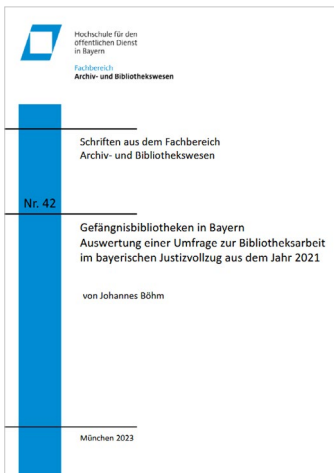 Hochschule für den
öffentlichen Dienst
in Bayern
Fachbereich
Archiv- und Bibliothekswesen
Schriften aus dem Fachbereich
Archiv- und Bibliothekswesen
Nr. 42
Gefängnisbibliotheken in Bayern
Auswertung einer Umfrage zur Bibliotheksarbeit
im bayerischen Justizvollzug aus dem Jahr 2021
von Johannes Böhm
München 2023